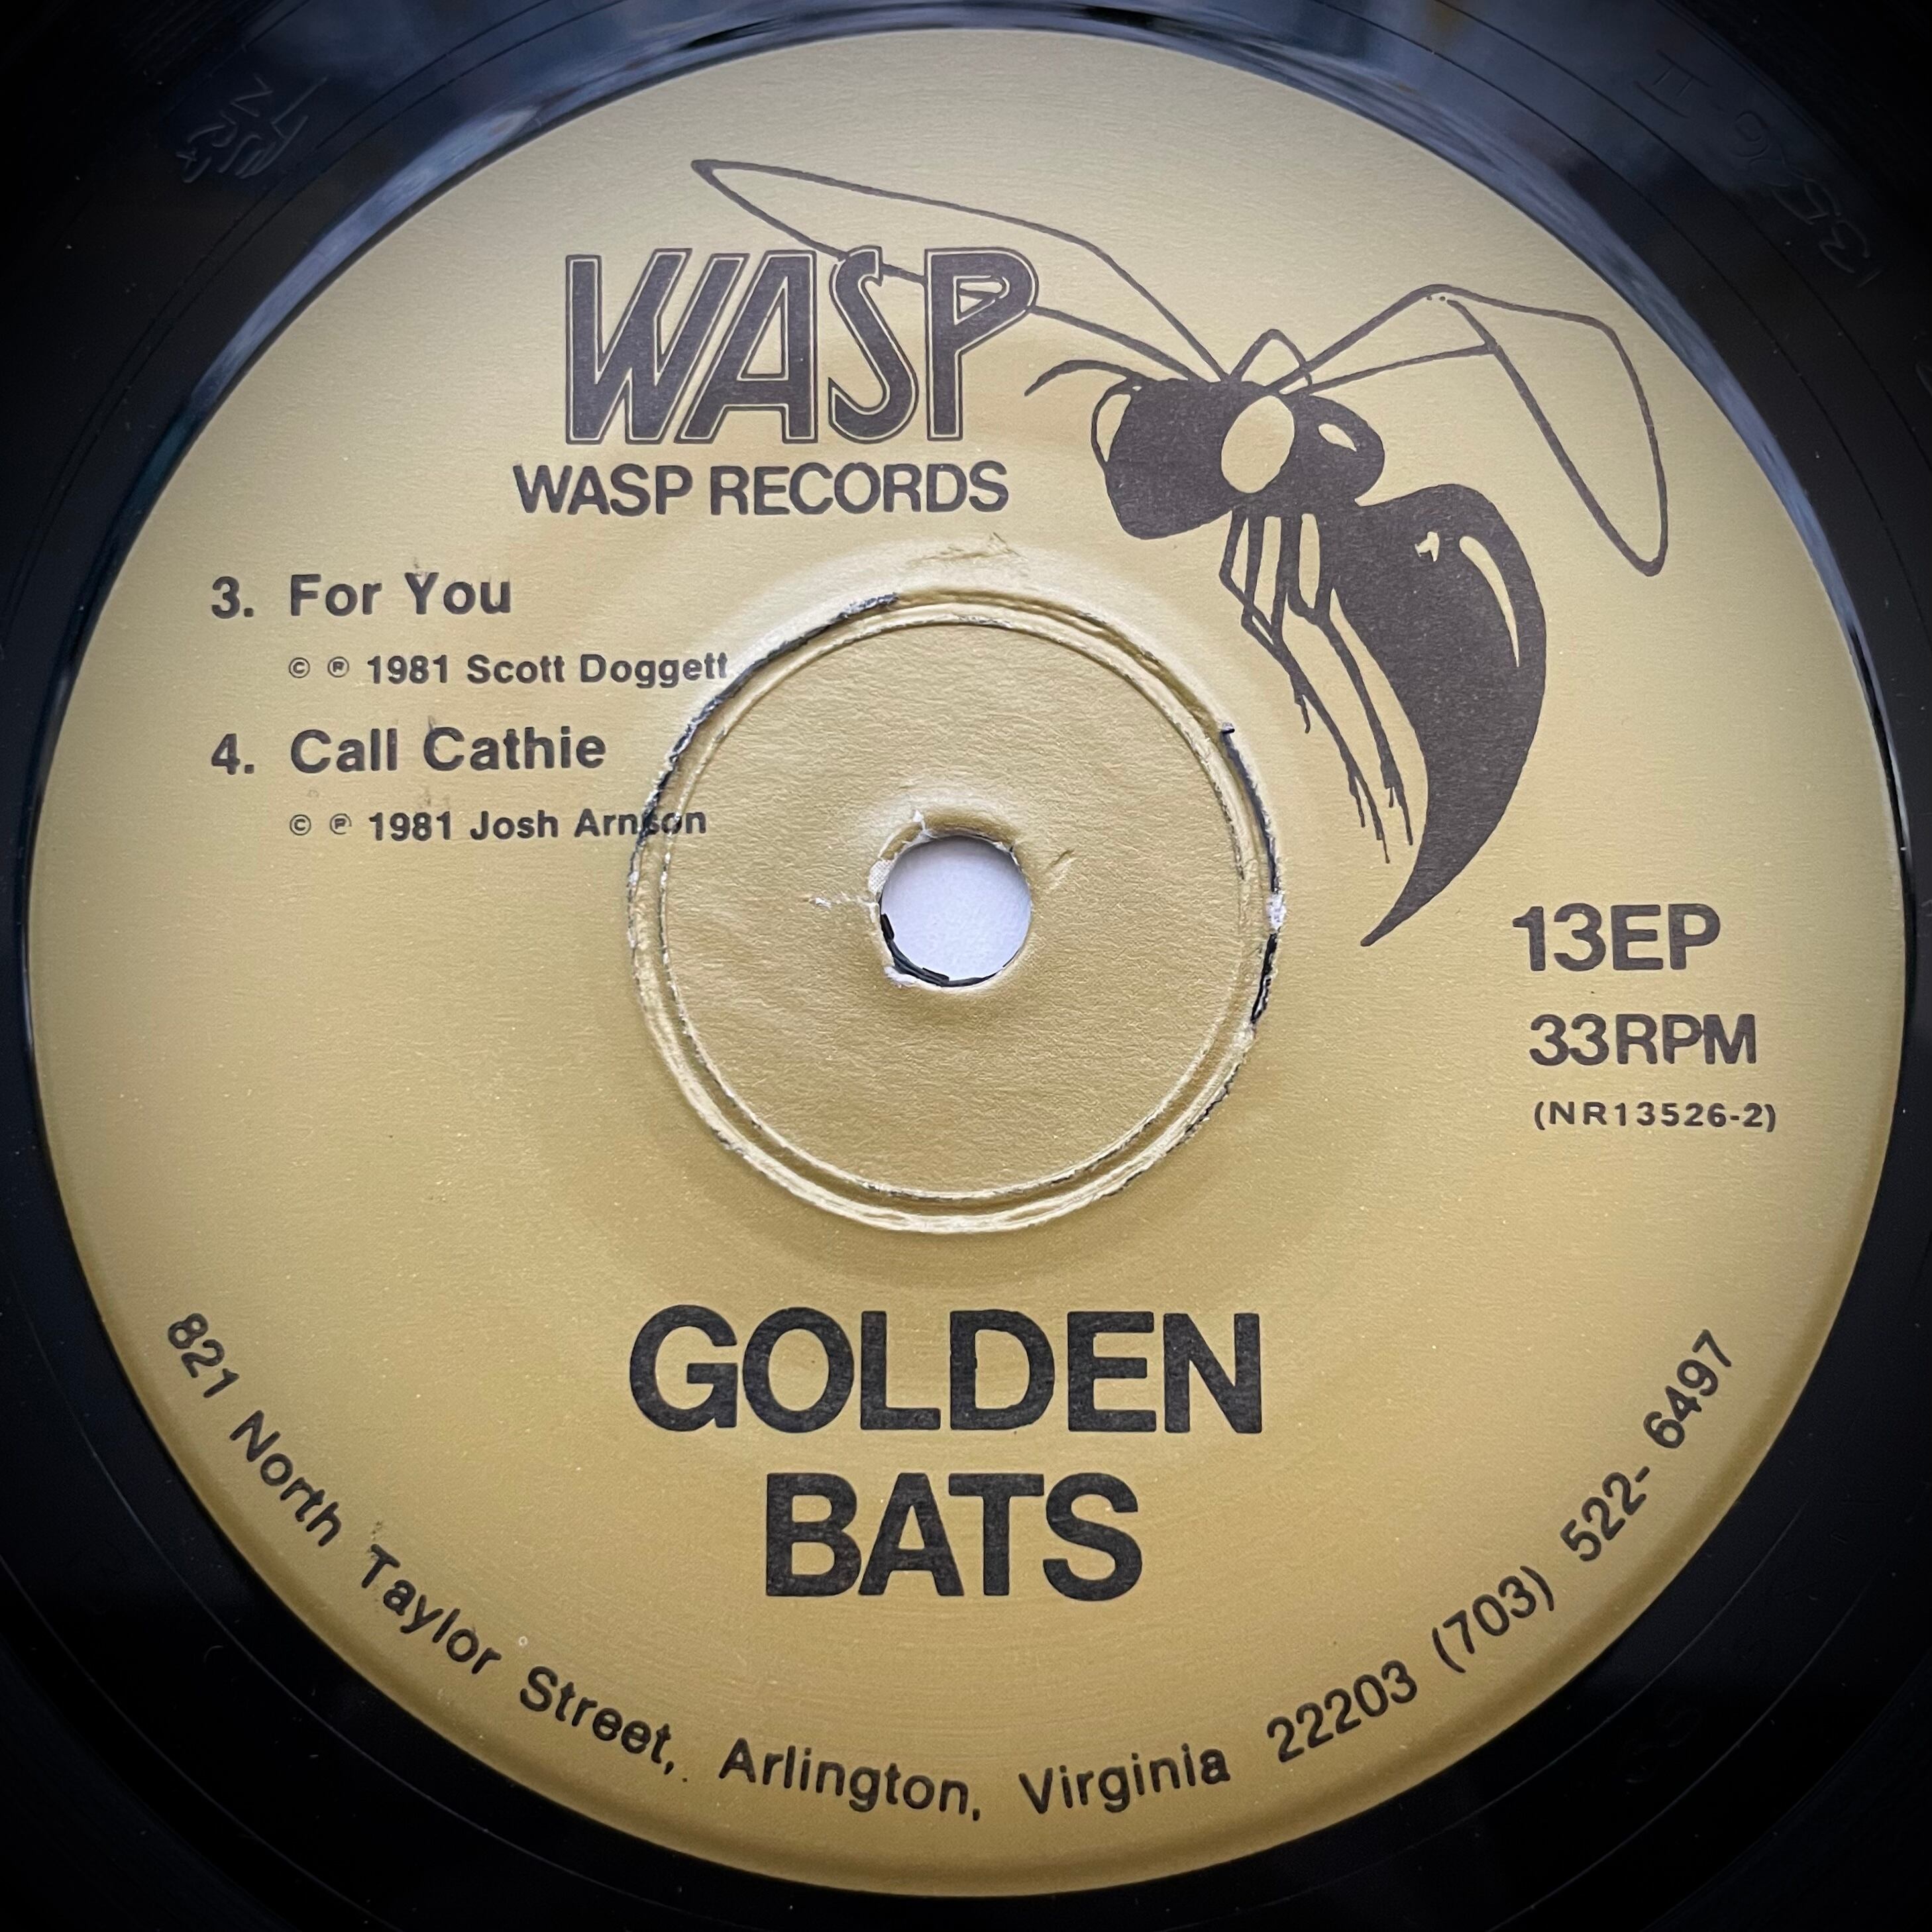 WASP
WASP RECORDS
3. For You
© ℗ 1981 Scott Doggett
4. Call Cathie
© ℗ 1981 Josh Arnson
13EP
33RPM
(NR13526-2)
GOLDEN
BATS
821 North Taylor Street, Arlington, Virginia 22203 (703) 522-6497